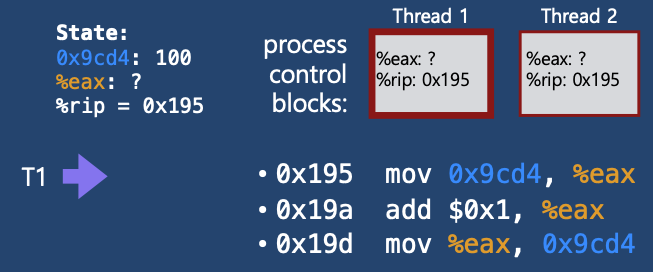 State:
0x9cd4: 100
%eax: ?
%rip = 0x195
process
control
blocks:
Thread 1
%eax: ?
%rip: 0x195
Thread 2
%eax: ?
%rip: 0x195
T1
• 0x195 mov 0x9cd4, %eax
• 0x19a add $0x1, %eax
• 0x19d mov %eax, 0x9cd4